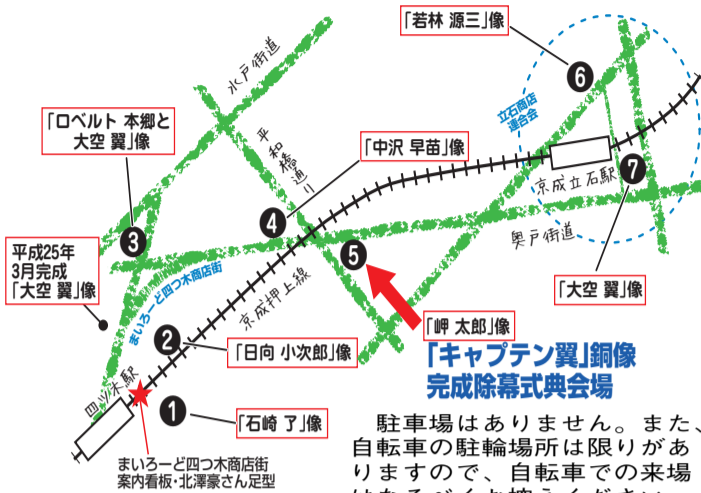 「若林 源三」像
❻
水戸街道
立石商店
連合会
「ロベルト 本郷と
大空 翼」像
平和橋通り
「中沢 早苗」像
京成立石駅
❼
❹
❸
❺
奥戸街道
平成25年
3月完成
「大空 翼」像
まいろーど四つ木商店街
京成押上線
「大空 翼」像
❷
「岬 太郎」像
「日向 小次郎」像
「キャプテン翼」銅像
完成除幕式典会場
四ツ木駅
❶
「石崎 了」像
まいろーど四つ木商店街
案内看板・北澤豪さん足型
駐車場はありません。また、
自転車の駐輪場所は限りがあ
りますので、自転車での来場